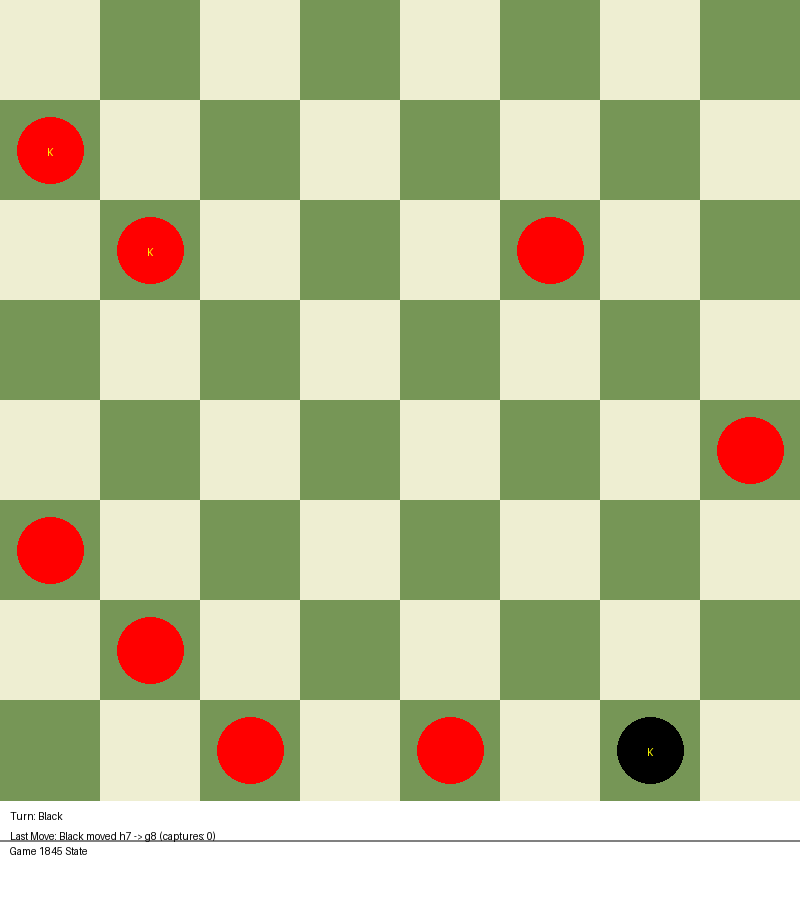 K
K
K
Turn: Black
Last Move: Black moved h7 -> g8 (captures: 0)
Game 1845 State